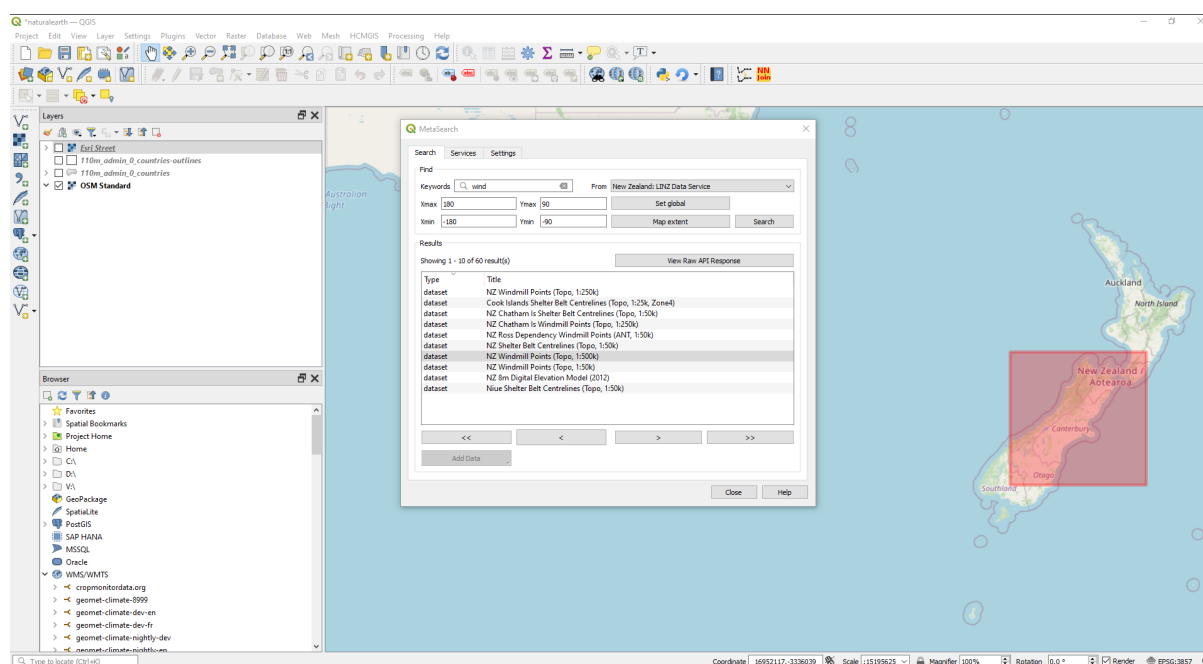 *naturalearth — QGIS
Project Edit View Layer Settings Plugins Vector Raster Database Web Mesh HCMGIS Processing Help
NN
Join
Layers
Esri Street
110m_admin_0_countries-outlines
110m_admin_0_countries
OSM Standard
Browser
Favorites
Spatial Bookmarks
Project Home
Home
C:\
D:\
V:\
GeoPackage
SpatiaLite
PostGIS
SAP HANA
MSSQL
Oracle
WMS/WMTS
cropmonitordata.org
geomet-climate-8999
geomet-climate-dev-en
geomet-climate-dev-fr
geomet-climate-nightly-dev
geomet-climate-nightly-en
MetaSearch
Search Services Settings
Find
Keywords wind From New Zealand: LINZ Data Service
Xmax 180 Ymax 90 Set global
Xmin -180 Ymin -90 Map extent Search
Results
Showing 1 - 10 of 60 result(s) View Raw API Response
Type Title
dataset NZ Windmill Points (Topo, 1:250k)
dataset Cook Islands Shelter Belt Centrelines (Topo, 1:25k, Zone4)
dataset NZ Chatham Is Shelter Belt Centrelines (Topo, 1:50k)
dataset NZ Chatham Is Windmill Points (Topo, 1:250k)
dataset NZ Ross Dependency Windmill Points (ANT, 1:50k)
dataset NZ Shelter Belt Centrelines (Topo, 1:50k)
dataset NZ Windmill Points (Topo, 1:500k)
dataset NZ Windmill Points (Topo, 1:50k)
dataset NZ 8m Digital Elevation Model (2012)
dataset Niue Shelter Belt Centrelines (Topo, 1:50k)
<< < > >>
Add Data
Close Help
Australian
Bight
Auckland
North Island
New Zealand /
Aotearoa
Canterbury
Otago
Southland
Type to locate (Ctrl+K) Coordinate 16952117,-3336039 Scale 1:15195625 Magnifier 100% Rotation 0.0 ° Render EPSG:3857